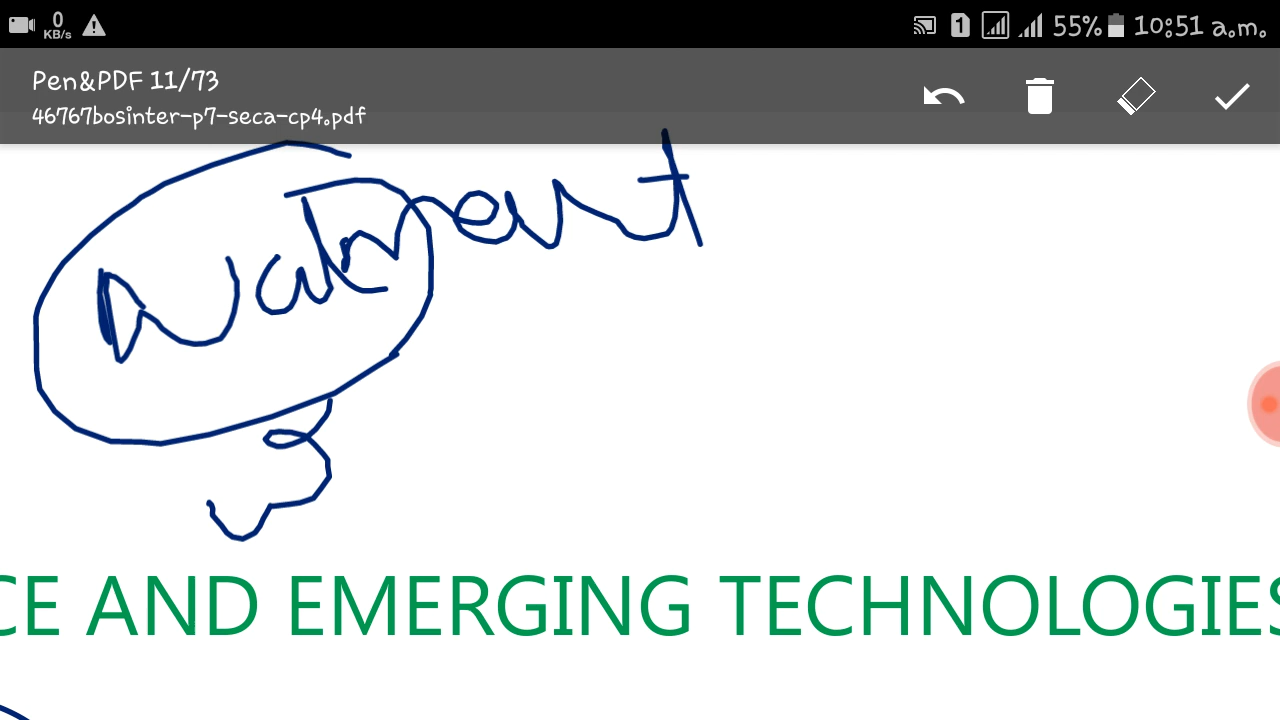 0 KB/s 1 55% 10:51 a.m.
Pen&PDF 11/73
46767bosinter-p7-seca-cp4.pdf
CE AND EMERGING TECHNOLOGIES